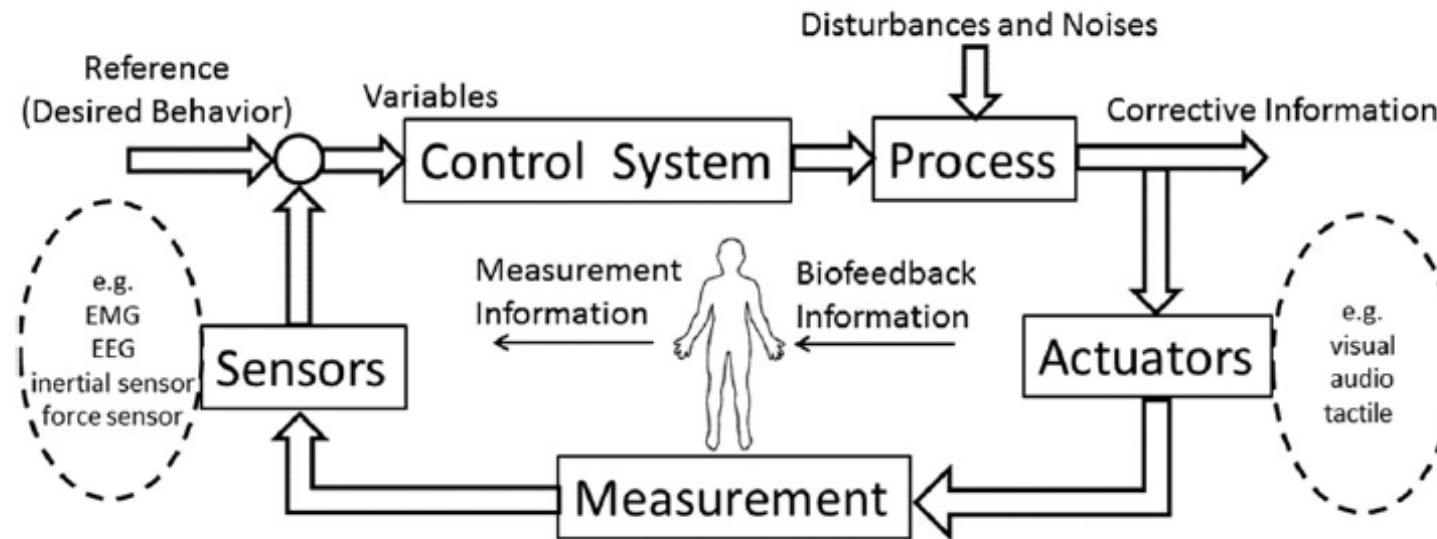 Disturbances and Noises
Reference
(Desired Behavior)
Variables
Corrective Information
Control System
Process
Measurement
Information
Biofeedback
Information
e.g.
EMG
EEG
inertial sensor
force sensor
Sensors
Actuators
e.g.
visual
audio
tactile
Measurement